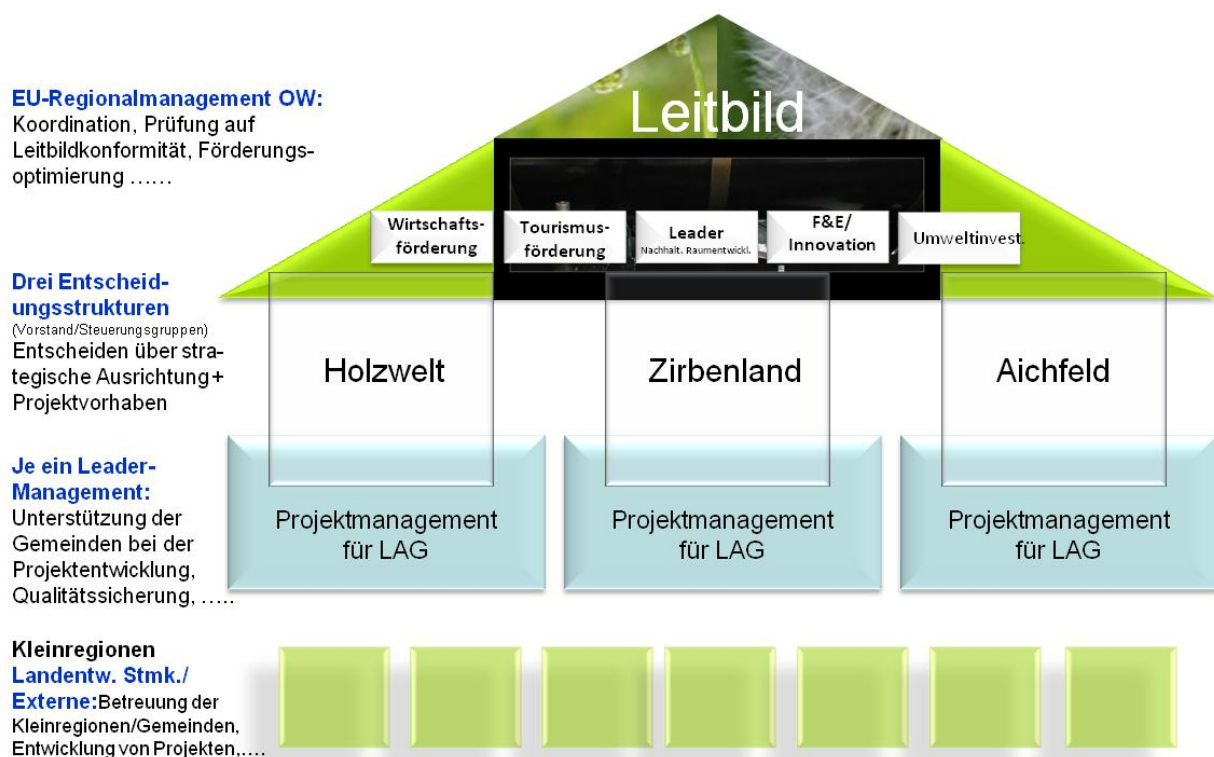 Leitbild
EU-Regionalmanagement OW:
Koordination, Prüfung auf
Leitbildkonformität, Förderungs-
optimierung ……
Wirtschafts-
förderung
Tourismus-
förderung
Leader
Nachhalt. Raumentwickl.
F&E/
Innovation
Umweltinvest.
Drei Entscheid-
ungsstrukturen
(Vorstand/Steuerungsgruppen)
Entscheiden über stra-
tegische Ausrichtung+
Projektvorhaben
Holzwelt
Zirbenland
Aichfeld
Je ein Leader-
Management:
Unterstützung der
Gemeinden bei der
Projektentwicklung,
Qualitätssicherung, …..
Projektmanagement
für LAG
Projektmanagement
für LAG
Projektmanagement
für LAG
Kleinregionen
Landentw. Stmk./
Externe:Betreuung der
Kleinregionen/Gemeinden,
Entwicklung von Projekten,….